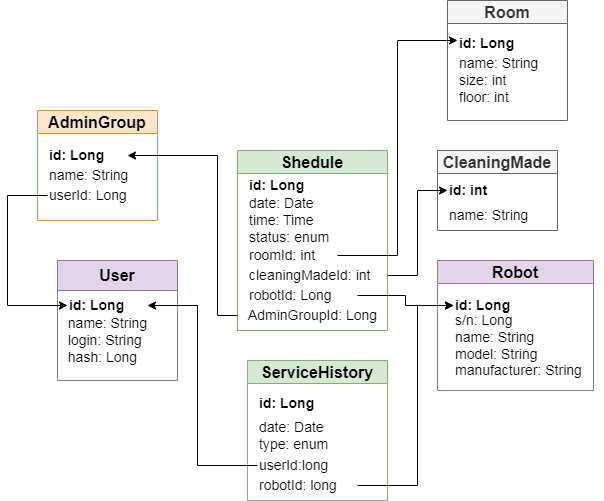 Room
id: Long
name: String
size: int
floor: int
AdminGroup
id: Long
name: String
userId: Long
Shedule
id: Long
date: Date
time: Time
status: enum
roomId: int
cleaningMadeId: int
robotId: Long
AdminGroupId: Long
CleaningMade
id: int
name: String
User
id: Long
name: String
login: String
hash: Long
Robot
id: Long
s/n: Long
name: String
model: String
manufacturer: String
ServiceHistory
id: Long
date: Date
type: enum
userId:long
robotId: long